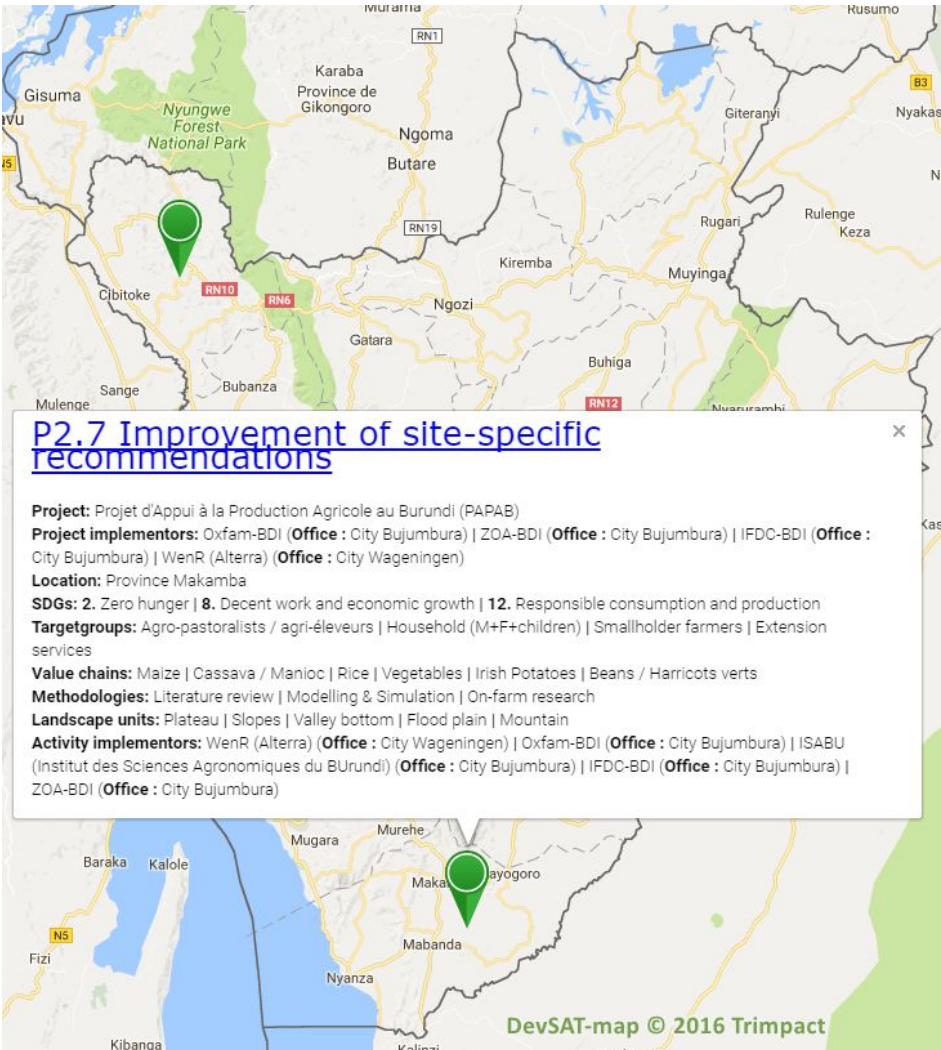 Murama
Rusumo
RN1
Karaba
Province de
Gikongoro
B3
Gisuma
Nyungwe
Forest
National Park
Giteranyi
Nyakas
avu
Ngoma
Butare
N5
N
RN19
Rugari
Rulenge
Keza
Kiremba
Muyinga
Cibitoke
RN10
RN6
Ngozi
Gatara
Buhiga
Sange
Bubanza
Mulenge
RN12
Nyarurambi
P2.7 Improvement of site-specific
recommendations
×
Project: Projet d'Appui à la Production Agricole au Burundi (PAPAB)
Project implementors: Oxfam-BDI (Office : City Bujumbura) | ZOA-BDI (Office : City Bujumbura) | IFDC-BDI (Office :
City Bujumbura) | WenR (Alterra) (Office : City Wageningen)
Location: Province Makamba
SDGs: 2. Zero hunger | 8. Decent work and economic growth | 12. Responsible consumption and production
Targetgroups: Agro-pastoralists / agri-éleveurs | Household (M+F+children) | Smallholder farmers | Extension
services
Value chains: Maize | Cassava / Manioc | Rice | Vegetables | Irish Potatoes | Beans / Harricots verts
Methodologies: Literature review | Modelling & Simulation | On-farm research
Landscape units: Plateau | Slopes | Valley bottom | Flood plain | Mountain
Activity implementors: WenR (Alterra) (Office : City Wageningen) | Oxfam-BDI (Office : City Bujumbura) | ISABU
(Institut des Sciences Agronomiques du BUrundi) (Office : City Bujumbura) | IFDC-BDI (Office : City Bujumbura) |
ZOA-BDI (Office : City Bujumbura)
Kas
Mugara
Murehe
Baraka
Kalole
Maka
ayogoro
N5
Fizi
Mabanda
Nyanza
DevSAT-map © 2016 Trimpact
Kibanga
Kalinzi